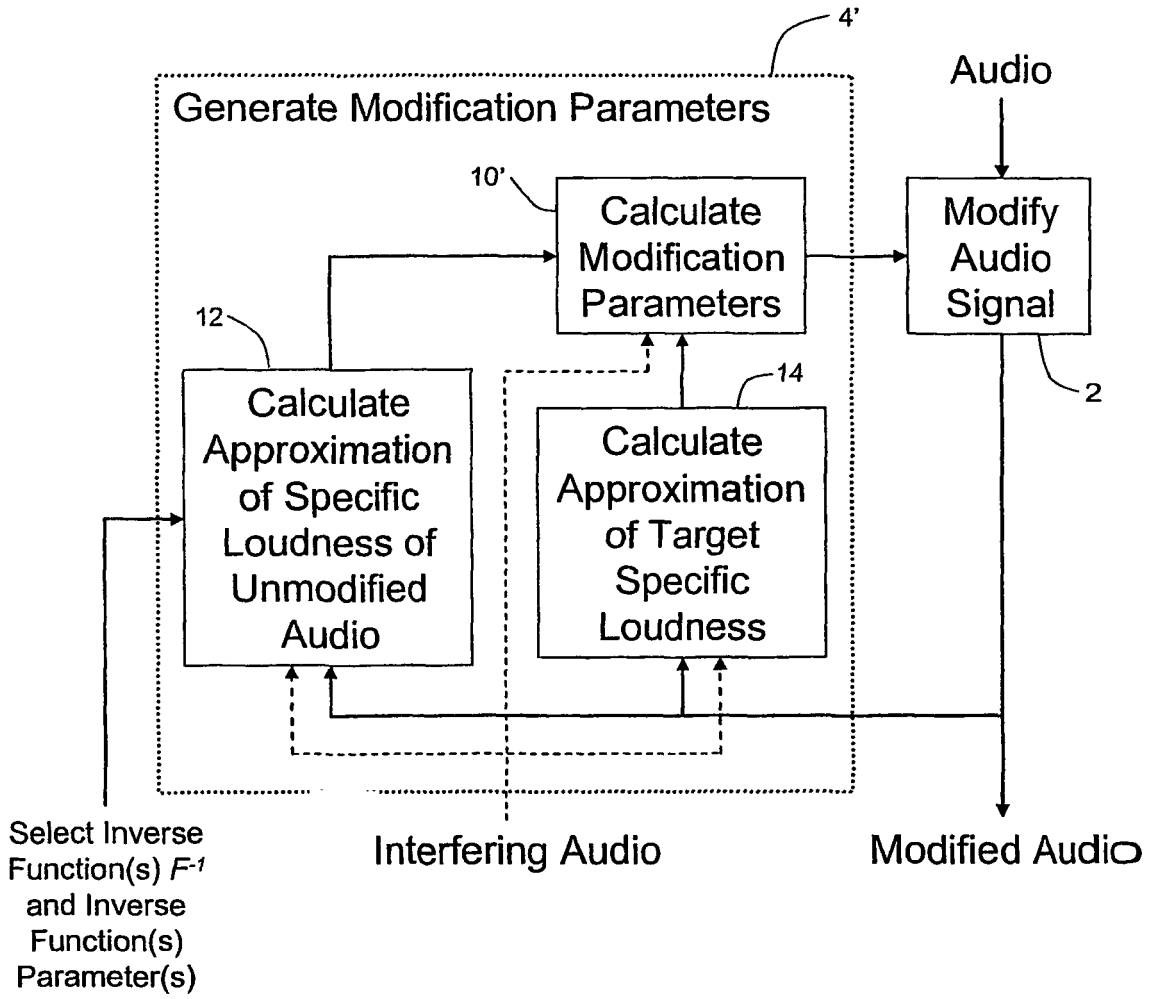 4'
Audio
Generate Modification Parameters
10'
Calculate
Modification
Parameters
Modify
Audio
Signal
12
Calculate
Approximation
of Specific
Loudness of
Unmodified
Audio
14
2
Calculate
Approximation
of Target
Specific
Loudness
Select Inverse
Function(s) F-1
and Inverse
Function(s)
Parameter(s)
Interfering Audio
Modified Audio